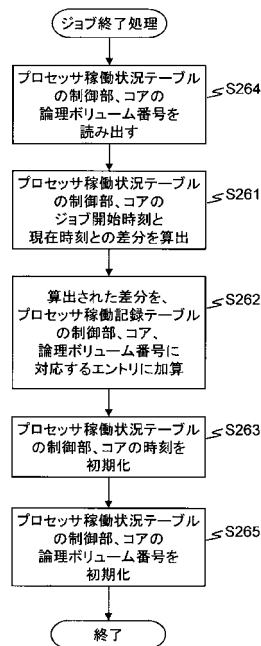 ジョブ終了処理
プロセッサ稼働状況テーブル
の制御部、コアの
論理ボリューム番号を
読み出す
S264
プロセッサ稼働状況テーブル
の制御部、コアの
ジョブ開始時刻と
現在時刻との差分を算出
S261
算出された差分を、
プロセッサ稼働記録テーブル
の制御部、コア、
論理ボリューム番号に
対応するエントリに加算
S262
プロセッサ稼働状況テーブル
の制御部、コアの時刻を
初期化
S263
プロセッサ稼働状況テーブル
の制御部、コアの
論理ボリューム番号を
初期化
S265
終了